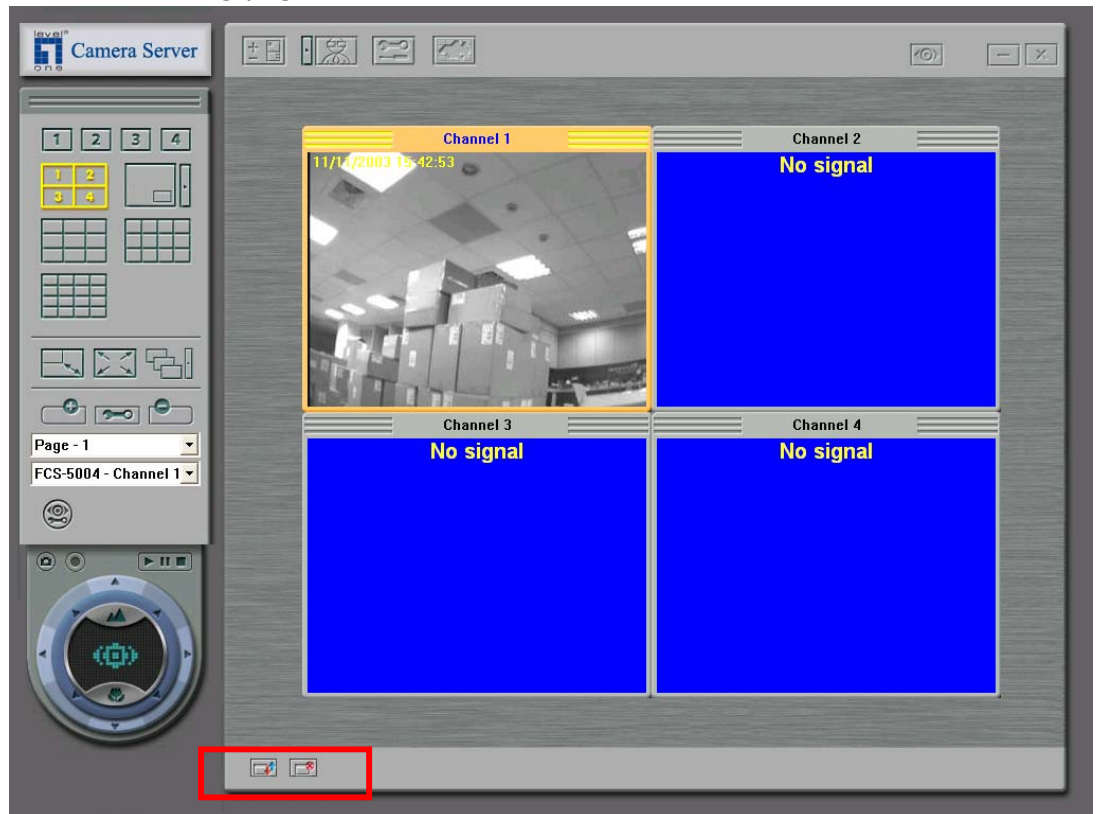 level®
one
Camera Server
1 2 3 4
1 2
3 4
Page - 1
FCS-5004 - Channel 1
Channel 1
11/11/2003 15:42:53
Channel 2
No signal
Channel 3
No signal
Channel 4
No signal